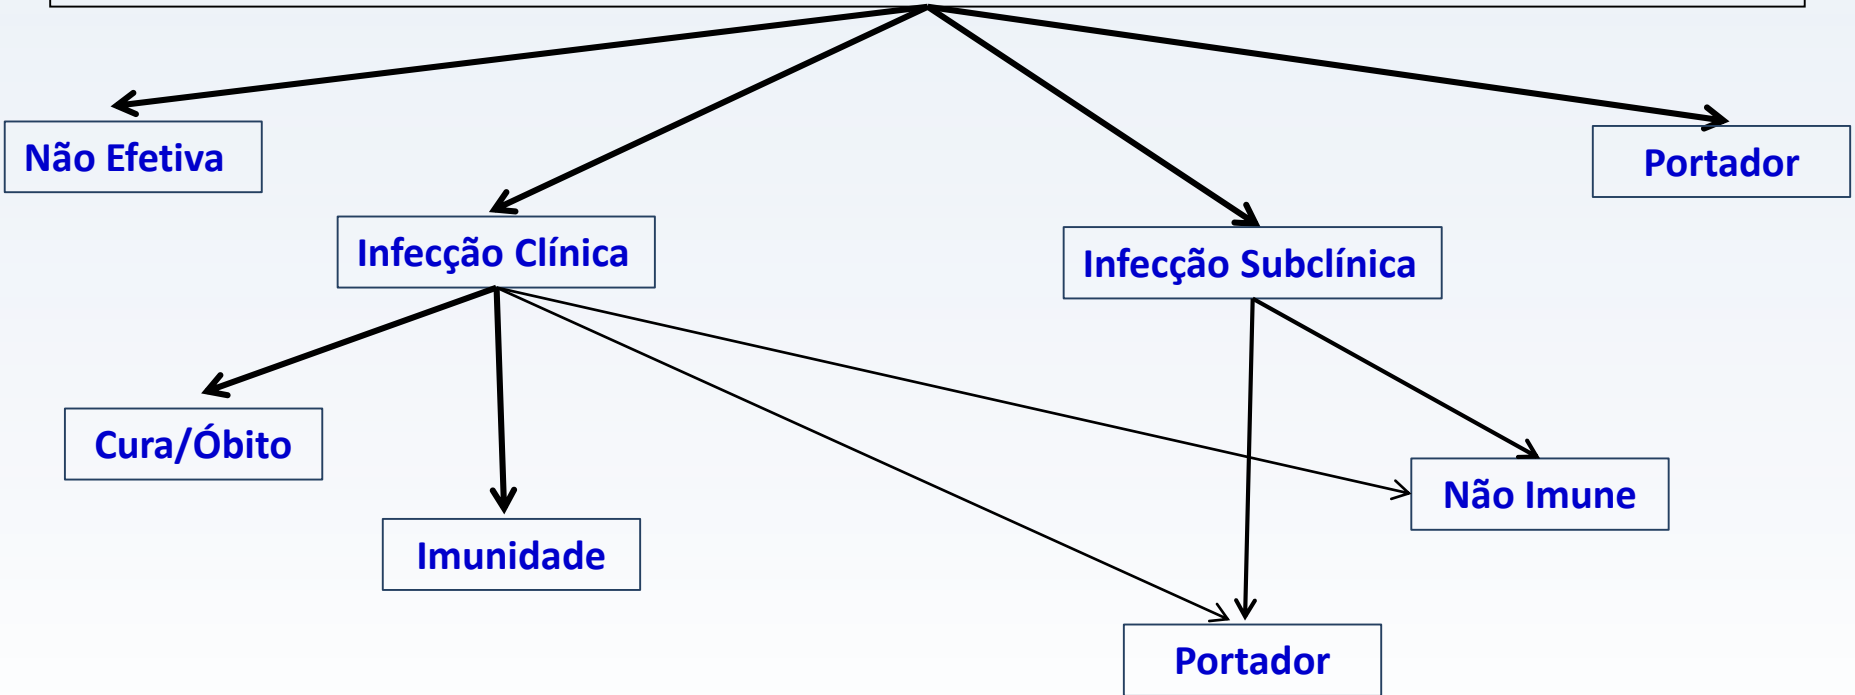 Não Efetiva
Portador
Infecção Clínica
Infecção Subclínica
Cura/Óbito
Não Imune
Imunidade
Portador